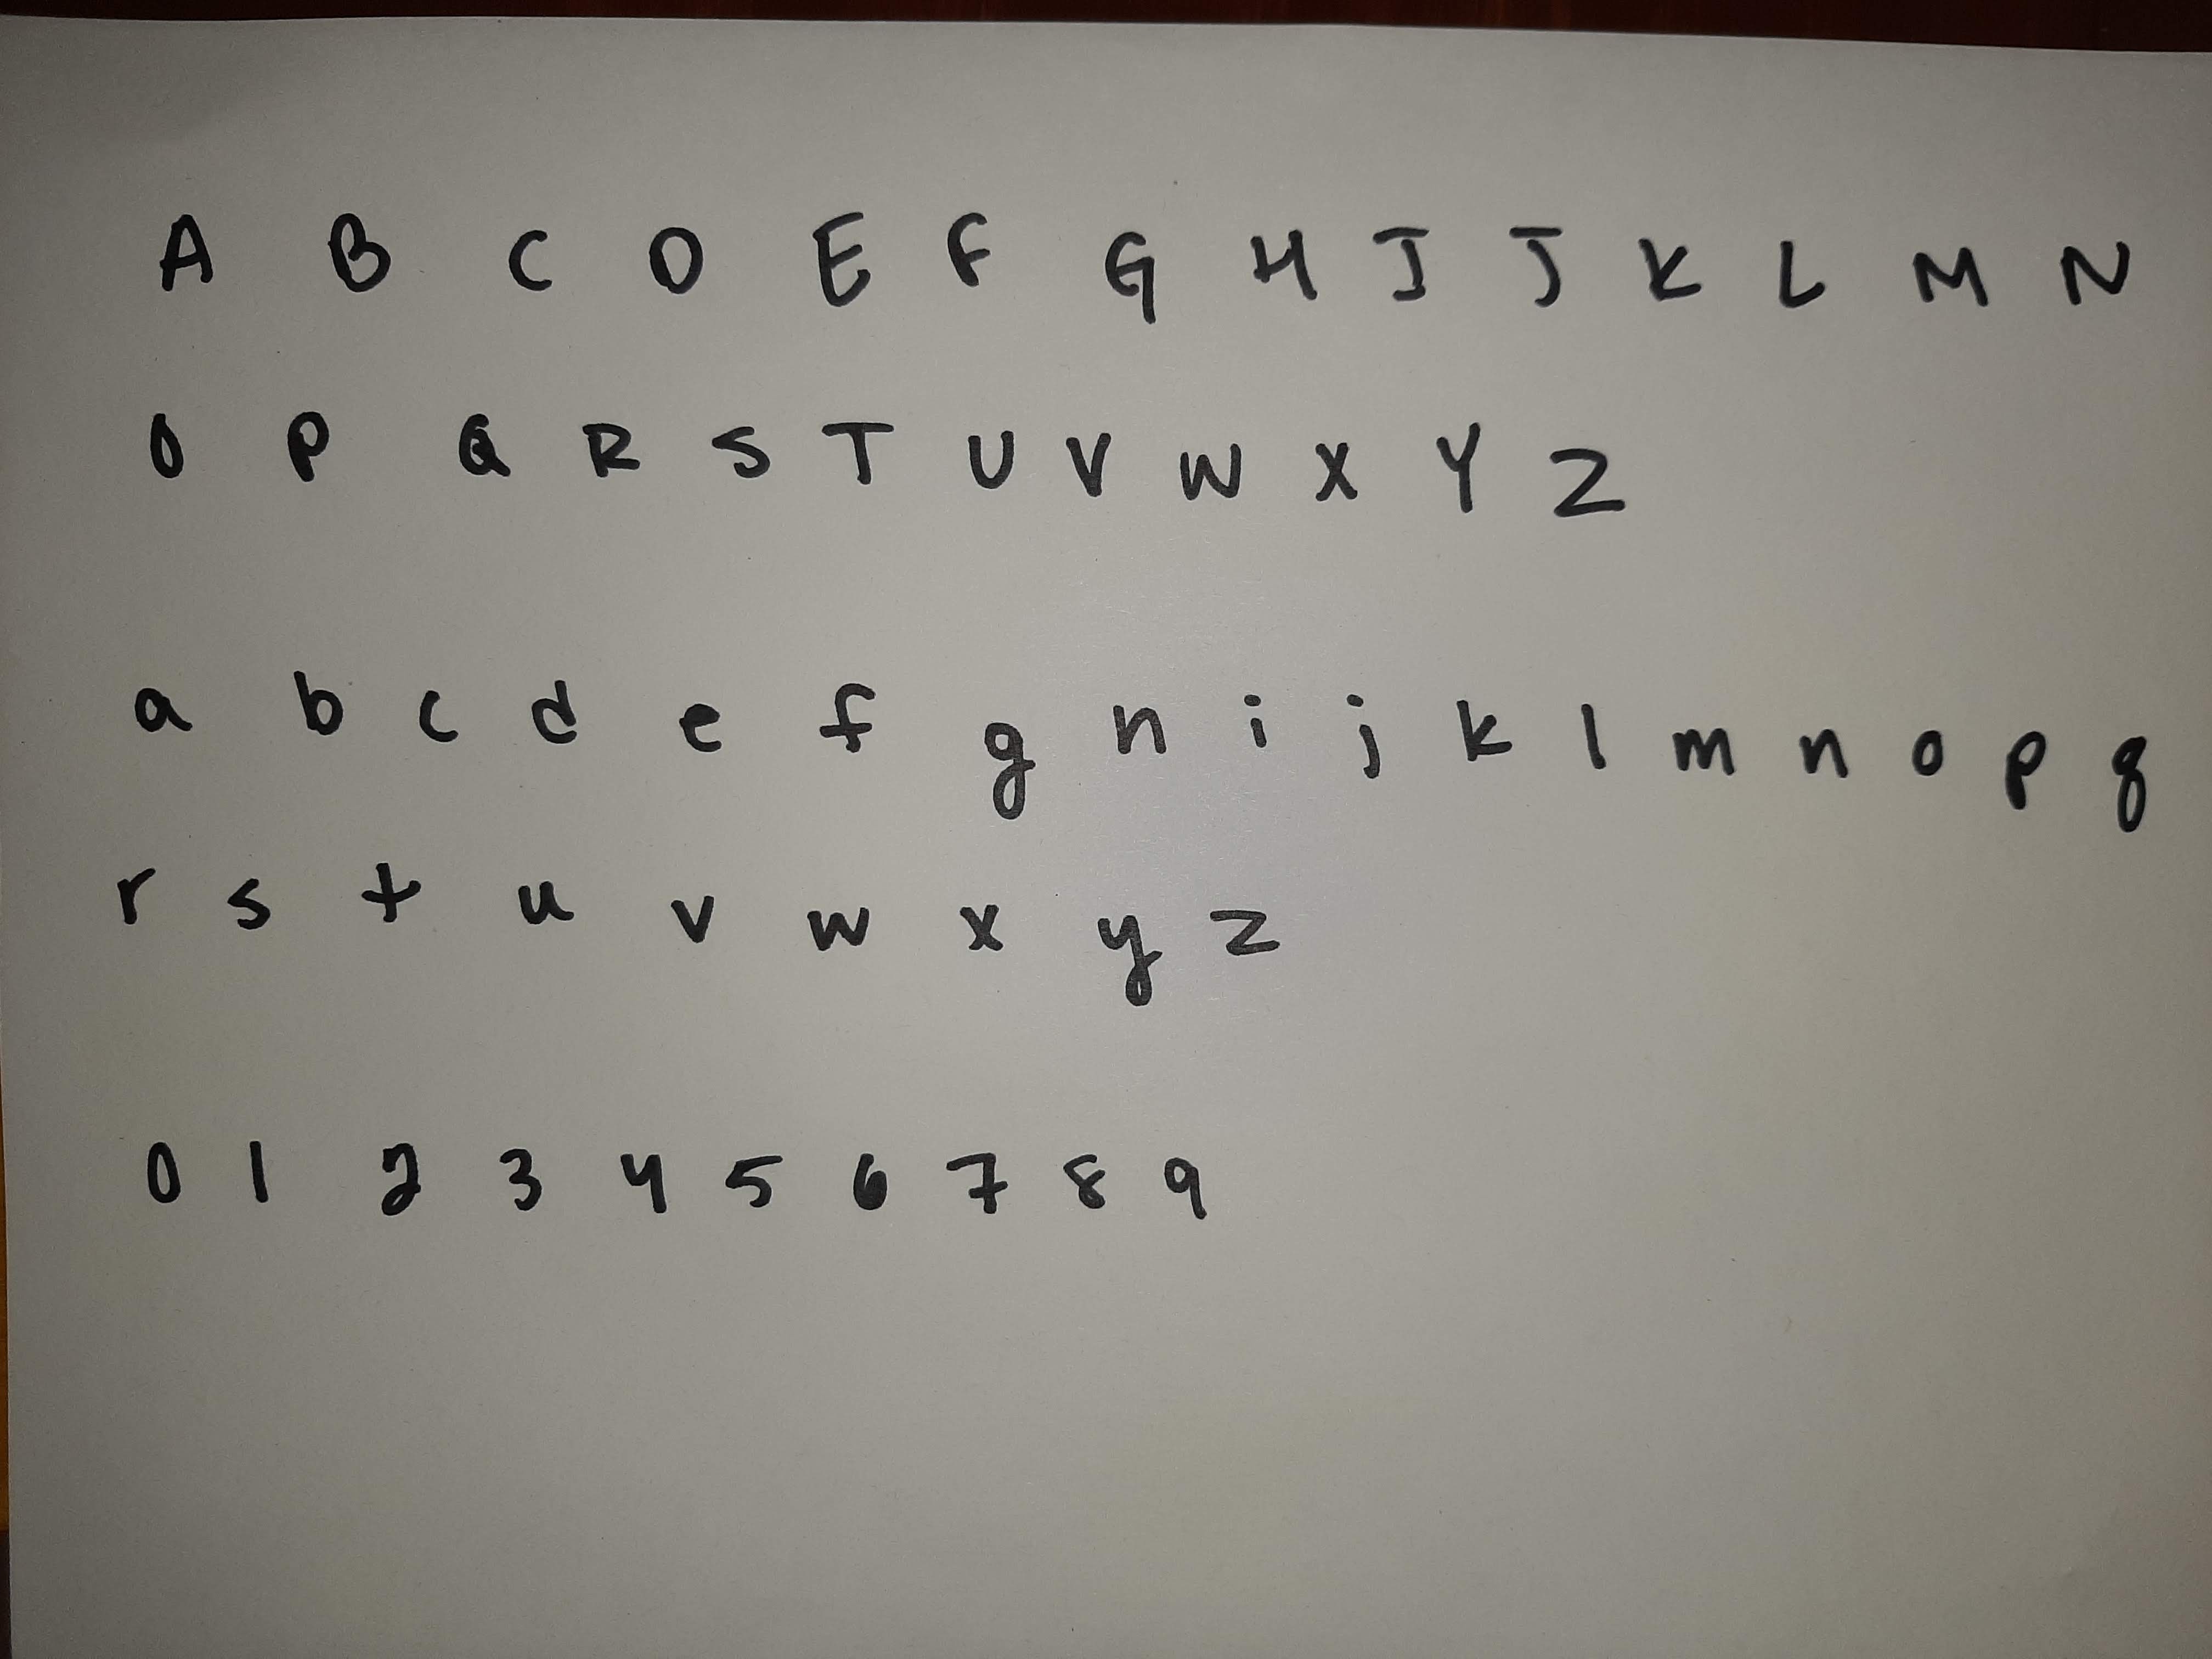 A B C D E F G H I J K L M N
O P Q R S T U V W X Y Z
a b c d e f g h i j k l m n o p q
r s t u v w x y z
0 1 2 3 4 5 6 7 8 9